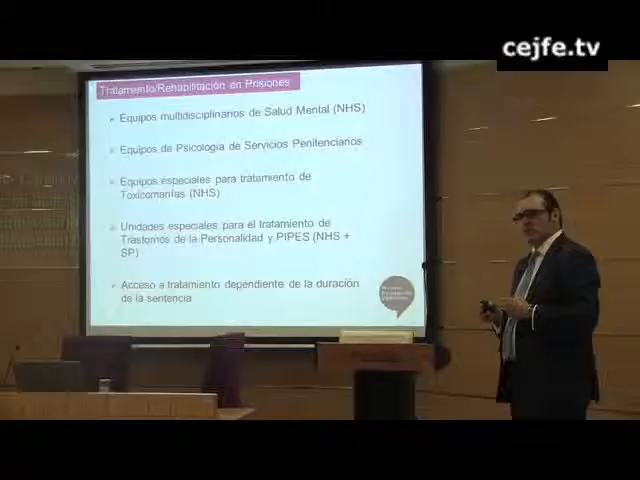 cejfe.tv
Tratamiento/Rehabilitación en Prisiones
Equipos multidisciplinarios de Salud Mental (NHS)
Equipos de Psicología de Servicios Penitenciarios
Equipos especiales para tratamiento de
Toxicomanías (NHS)
Unidades especiales para el tratamiento de
Trastornos de la Personalidad y PIPES (NHS +
SP)
Acceso a tratamiento dependiente de la duración
de la sentencia